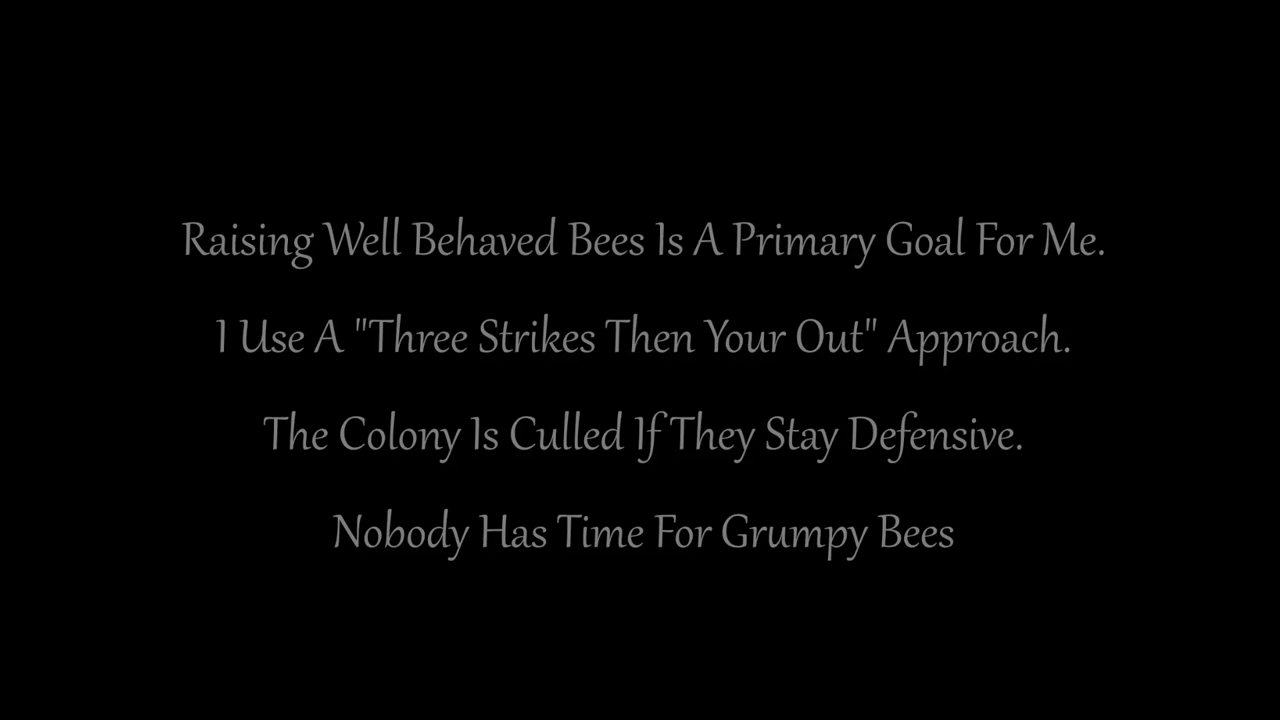 Raising Well Behaved Bees Is A Primary Goal For Me.
I Use A "Three Strikes Then Your Out" Approach.
The Colony Is Culled If They Stay Defensive.
Nobody Has Time For Grumpy Bees